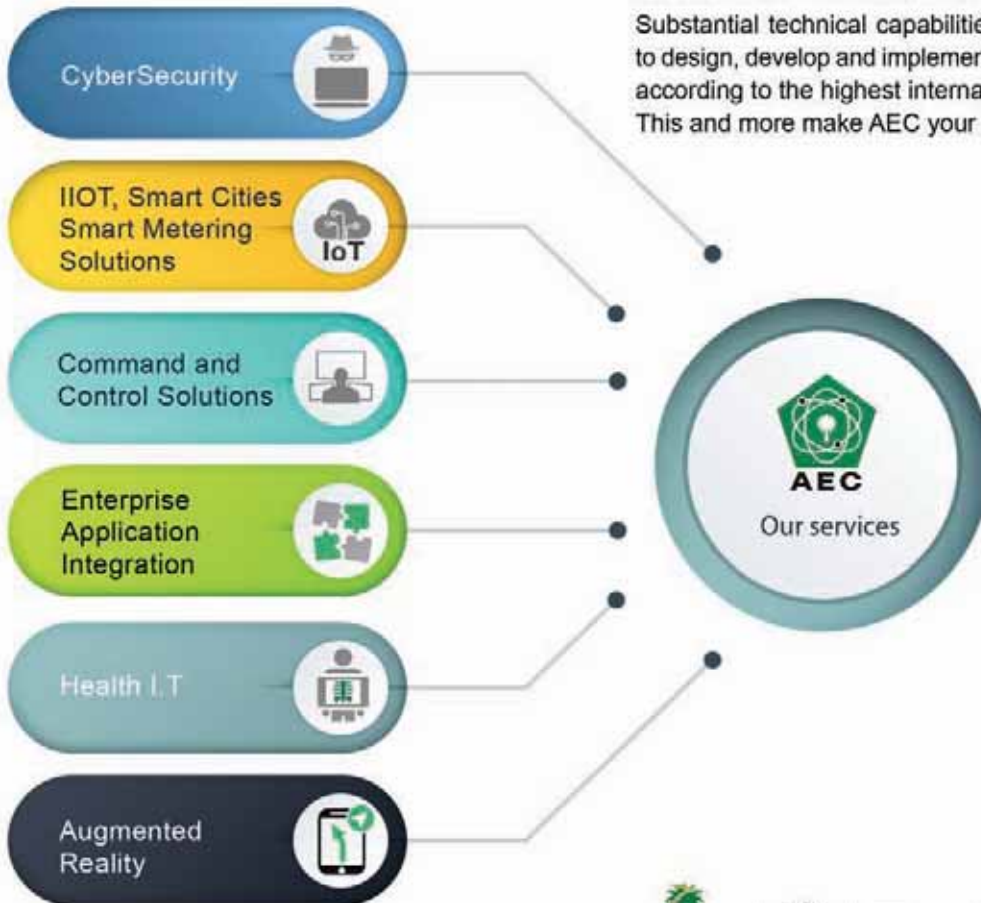 Substantial technical capabilitie
to design, develop and implemen
according to the highest interna
This and more make AEC your
CyberSecurity
IIOT, Smart Cities
Smart Metering
Solutions
IoT
Command and
Control Solutions
Enterprise
Application
Integration
Health I.T
Augmented
Reality
AEC
Our services